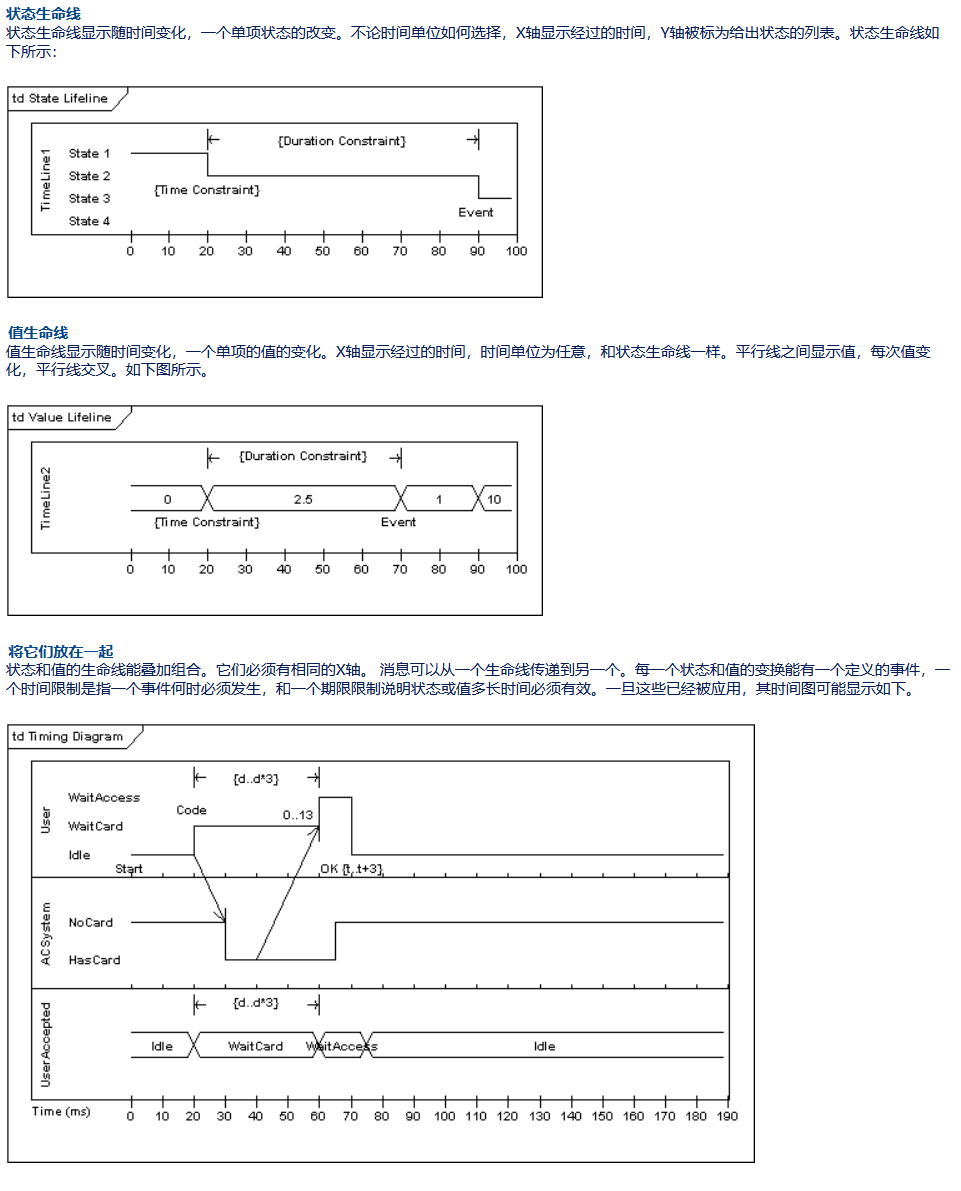 状态生命线
状态生命线显示随时间变化，一个单项状态的改变。不论时间单位如何选择，X轴显示经过的时间，Y轴被标为给出状态的列表。状态生命线如
下所示：
td State Lifeline
{Duration Constraint}
TimeLine1
State 1
State 2
State 3
State 4
{Time Constraint}
Event
0 10 20 30 40 50 60 70 80 90 100
值生命线
值生命线显示随时间变化，一个单项的值的变化。X轴显示经过的时间，时间单位为任意，和状态生命线一样。平行线之间显示值，每次值变
化，平行线交叉。如下图所示。
td Value Lifeline
{Duration Constraint}
TimeLine2
0 2.5 1 10
{Time Constraint} Event
0 10 20 30 40 50 60 70 80 90 100
将它们放在一起
状态和值的生命线能叠加组合。它们必须有相同的X轴。 消息可以从一个生命线传递到另一个。每一个状态和值的变换能有一个定义的事件，一
个时间限制是指一个事件何时必须发生，和一个期限限制说明状态或值多长时间必须有效。一旦这些已经被应用，其时间图可能显示如下。
td Timing Diagram
{d..d*3}
User
WaitAccess
Code
0..13
WaitCard
Idle
Start
OK {t..t+3}
ACSystem
NoCard
HasCard
UserAccepted
{d..d*3}
Idle WaitCard WaitAccess Idle
Time (ms)
0 10 20 30 40 50 60 70 80 90 100 110 120 130 140 150 160 170 180 190